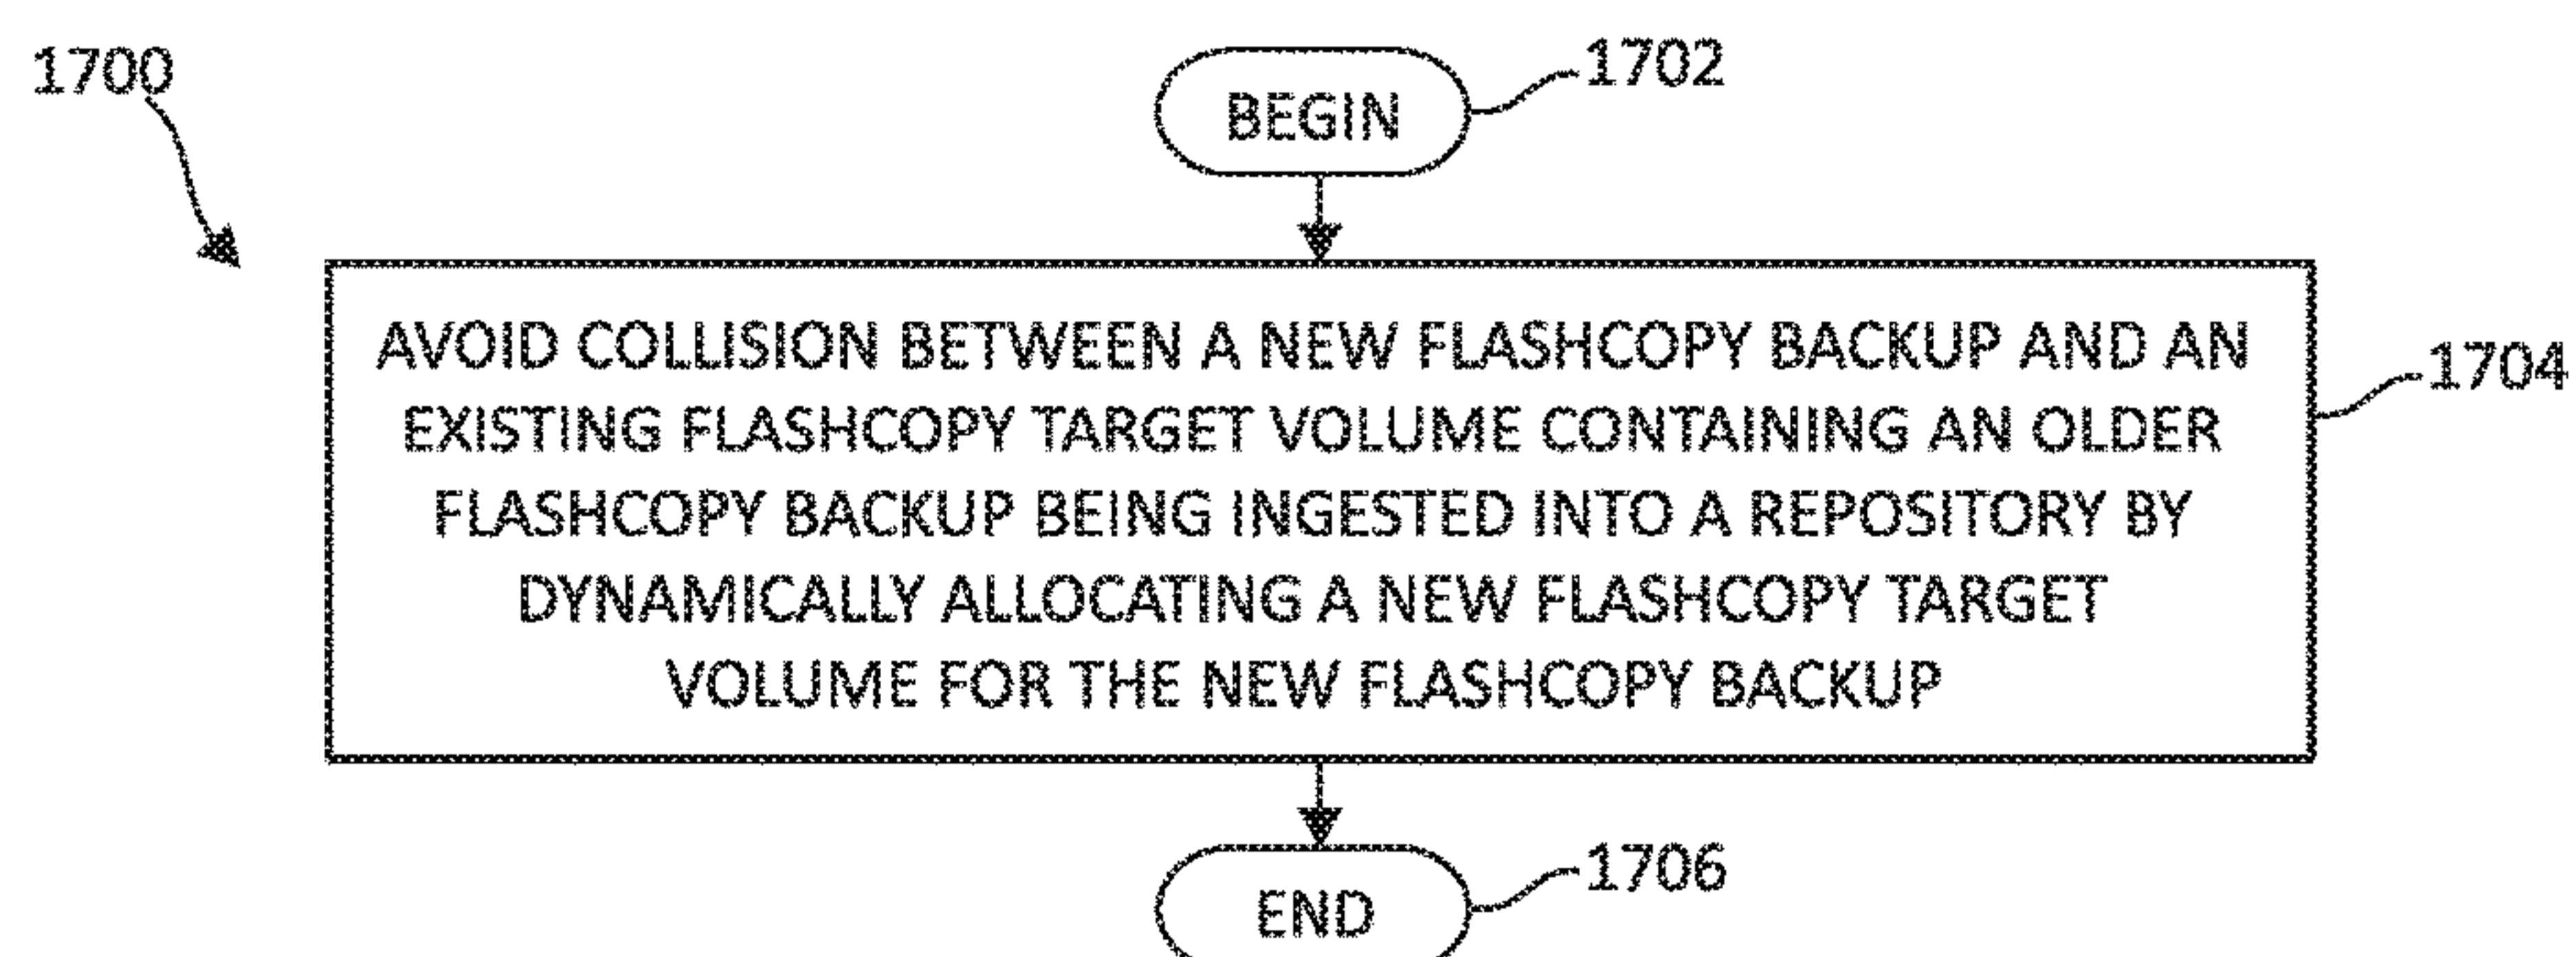 1700
1702
BEGIN
AVOID COLLISION BETWEEN A NEW FLASHCOPY BACKUP AND AN
EXISTING FLASHCOPY TARGET VOLUME CONTAINING AN OLDER
FLASHCOPY BACKUP BEING INGESTED INTO A REPOSITORY BY
DYNAMICALLY ALLOCATING A NEW FLASHCOPY TARGET
VOLUME FOR THE NEW FLASHCOPY BACKUP
1704
1706
END